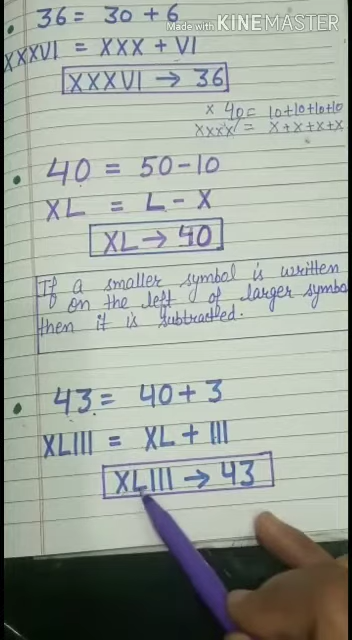 Made with KINEMASTER
• 36 = 30 + 6
XXXVI = XXX + VI
XXXVI → 36
x 40 = 10+10+10+10
XXXX = X+X+X+X
• 40 = 50 - 10
XL = L - X
XL → 40
If a smaller symbol is written
on the left of larger symbo
then it is subtracted.
• 43 = 40 + 3
XLIII = XL + III
XLIII → 43